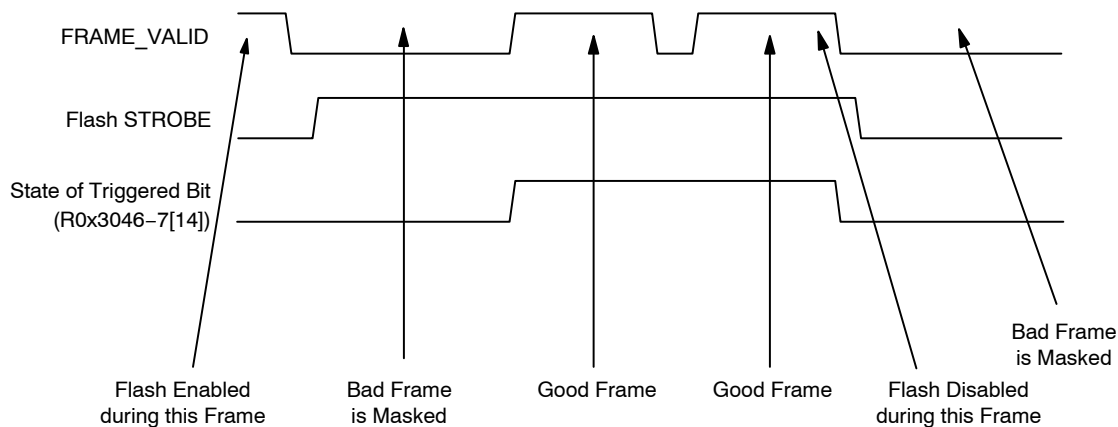 FRAME_VALID
Flash STROBE
State of Triggered Bit
(R0x3046−7[14])
Bad Frame
is Masked
Flash Enabled
during this Frame
Bad Frame
is Masked
Good Frame
Good Frame
Flash Disabled
during this Frame